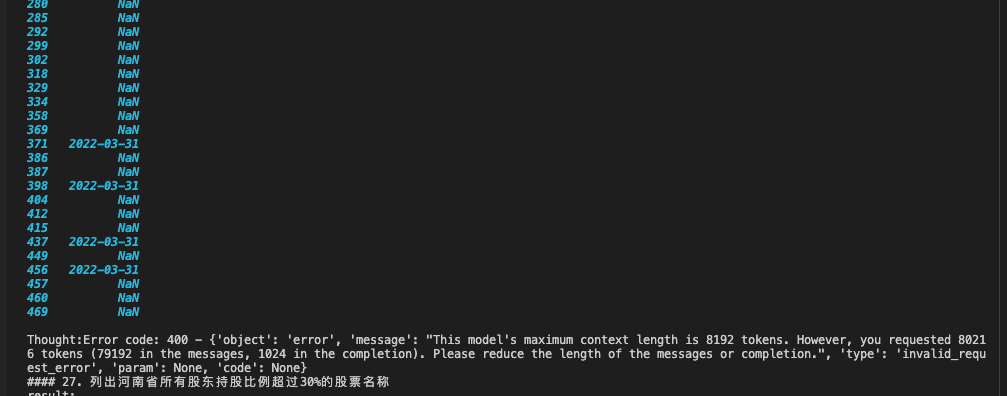 280 NaN
285 NaN
292 NaN
299 NaN
302 NaN
318 NaN
329 NaN
334 NaN
358 NaN
369 NaN
371 2022-03-31
386 NaN
387 NaN
398 2022-03-31
404 NaN
412 NaN
415 NaN
437 2022-03-31
449 NaN
456 2022-03-31
457 NaN
460 NaN
469 NaN
Thought:Error code: 400 - {'object': 'error', 'message': "This model's maximum context length is 8192 tokens. However, you requested 8021
6 tokens (79192 in the messages, 1024 in the completion). Please reduce the length of the messages or completion.", 'type': 'invalid_requ
est_error', 'param': None, 'code': None}
#### 27. 列出河南省所有股东持股比例超过30%的股票名称
result: